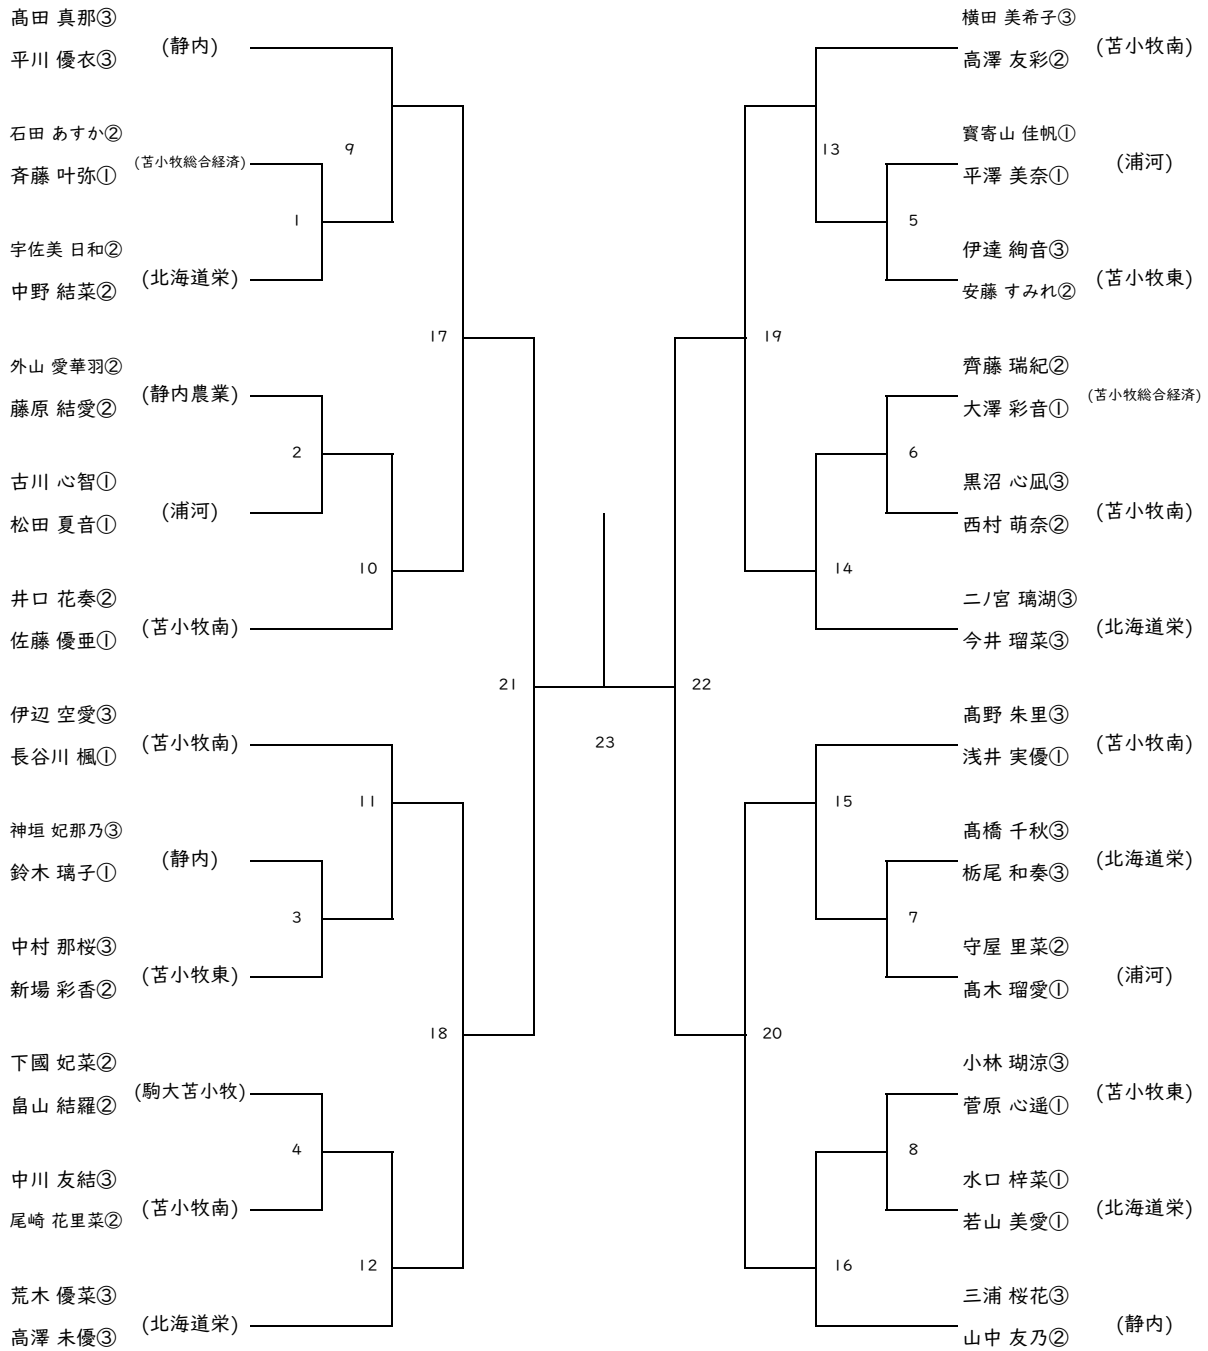 髙田 真那③
(静内)
平川 優衣③
石田 あすか②
(苫小牧総合経済)
斉藤 叶弥①
宇佐美 日和②
(北海道栄)
中野 結菜②
外山 愛華羽②
(静内農業)
藤原 結愛②
古川 心智①
(浦河)
松田 夏音①
井口 花奏②
(苫小牧南)
佐藤 優亜①
伊辺 空愛③
(苫小牧南)
長谷川 楓①
神垣 妃那乃③
(静内)
鈴木 璃子①
中村 那桜③
(苫小牧東)
新場 彩香②
下國 妃菜②
(駒大苫小牧)
畠山 結羅②
中川 友結③
(苫小牧南)
尾崎 花里菜②
荒木 優菜③
(北海道栄)
高澤 未優③
9
1
17
2
10
21
11
3
18
4
12
23
13
5
19
6
14
22
15
7
20
8
16
横田 美希子③
(苫小牧南)
高澤 友彩②
寳寄山 佳帆①
(浦河)
平澤 美奈①
伊達 絢音③
(苫小牧東)
安藤 すみれ②
齊藤 瑞紀②
(苫小牧総合経済)
大澤 彩音①
黒沼 心凪③
(苫小牧南)
西村 萌奈②
二ノ宮 璃湖③
(北海道栄)
今井 瑠菜③
髙野 朱里③
(苫小牧南)
浅井 実優①
髙橋 千秋③
(北海道栄)
栃尾 和奏③
守屋 里菜②
(浦河)
髙木 瑠愛①
小林 瑚涼③
(苫小牧東)
菅原 心遥①
水口 梓菜①
(北海道栄)
若山 美愛①
三浦 桜花③
(静内)
山中 友乃②